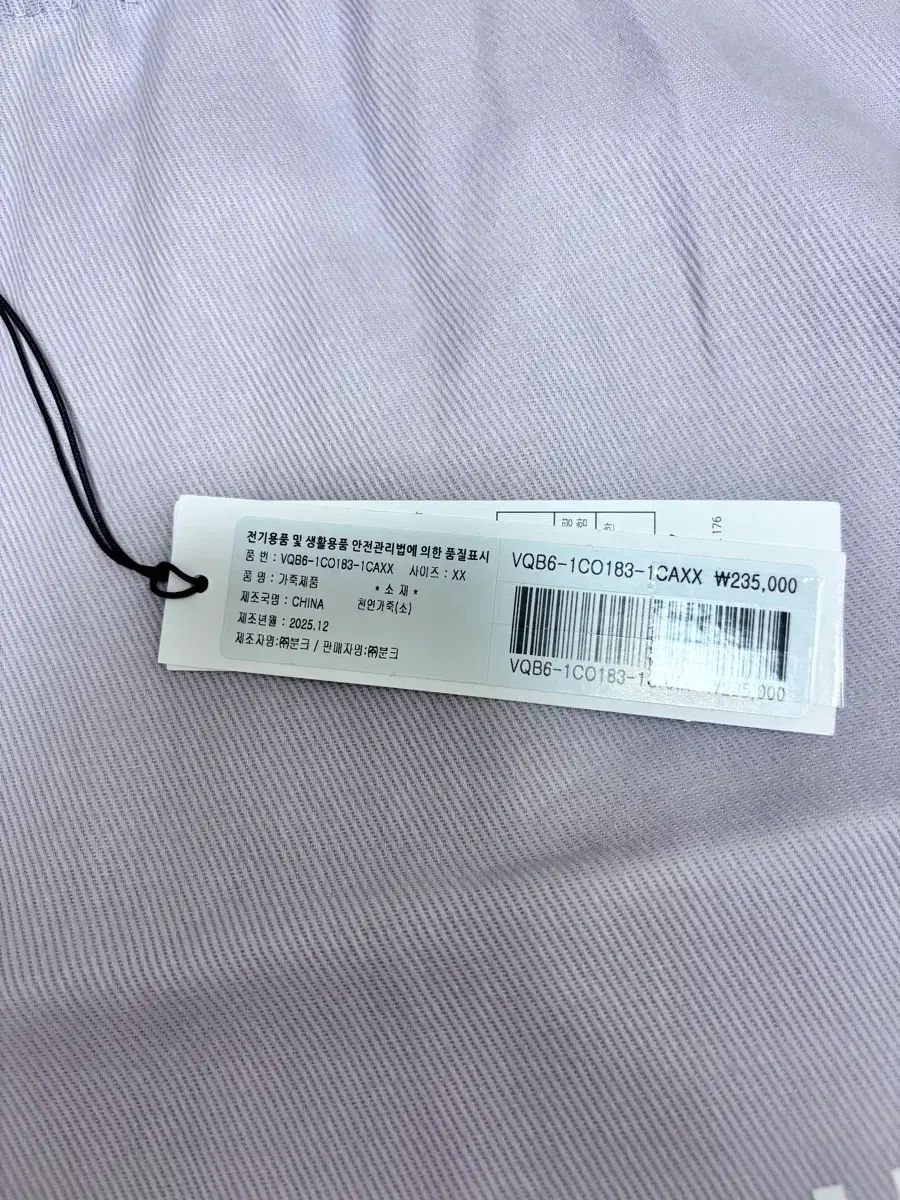 전기용품 및 생활용품 안전관리법에 의한 품질표시
품 번 : VQB6-1CO183-1CAXX 사이즈 : XX
품 명 : 가죽제품 * 소 재 *
제조국명 : CHINA 천연가죽(소)
제조년월 : 2025.12
제조자명:㈜분크 / 판매자명:㈜분크
VQB6-1CO183-1CAXX ₩235,000
VQB6-1CO183-1CAXX ₩235,000
176